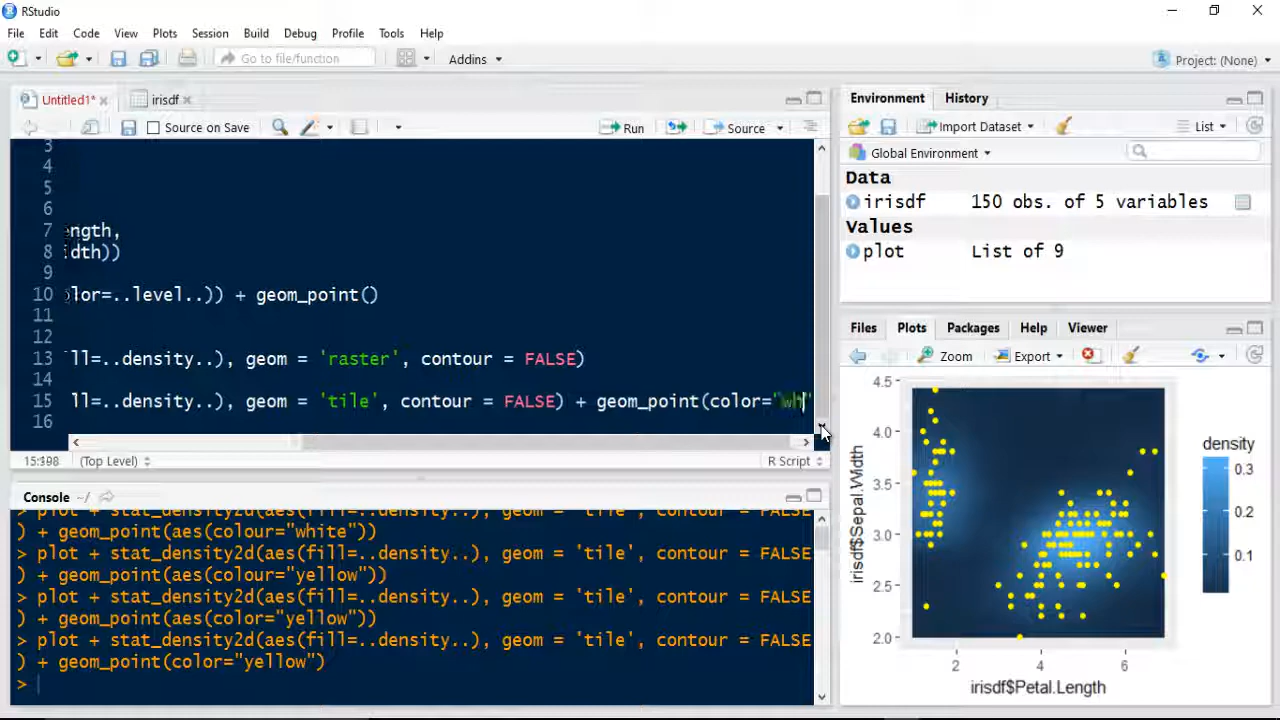 RStudio
File Edit Code View Plots Session Build Debug Profile Tools Help
Go to file/function Addins Project: (None)
Untitled1* irisdf
Source on Save Run Source
3
4
5
6
7 ength,
8 idth))
9
10 olor=..level..)) + geom_point()
11
12
13 ll=..density..), geom = 'raster', contour = FALSE)
14
15 ll=..density..), geom = 'tile', contour = FALSE) + geom_point(color="wh"
16
(Top Level) R Script
Console ~/
> plot + stat_density2d(aes(fill=..density..), geom = 'tile', contour = FALSE
) + geom_point(aes(colour="white"))
> plot + stat_density2d(aes(fill=..density..), geom = 'tile', contour = FALSE
) + geom_point(aes(colour="yellow"))
> plot + stat_density2d(aes(fill=..density..), geom = 'tile', contour = FALSE
) + geom_point(aes(colour="yellow"))
> plot + stat_density2d(aes(fill=..density..), geom = 'tile', contour = FALSE
) + geom_point(color="yellow")
>
Environment History
Import Dataset List
Global Environment
Data
irisdf 150 obs. of 5 variables
Values
plot List of 9
Files Plots Packages Help Viewer
Zoom Export
4.5
4.0
3.5
3.0
2.5
2.0
irisdf$Sepal.Width
2 4 6
irisdf$Petal.Length
density
0.3
0.2
0.1